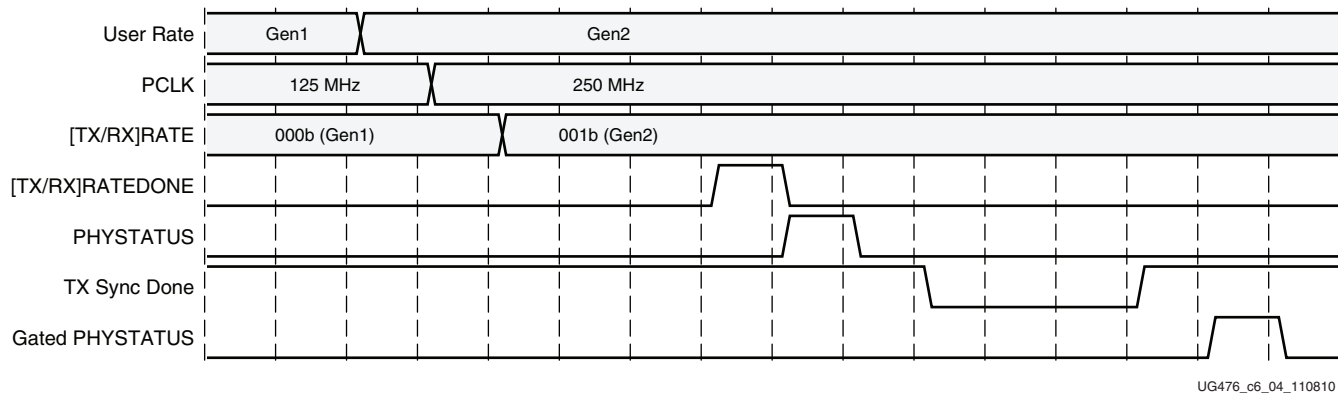 User Rate Gen1 Gen2
PCLK 125 MHz 250 MHz
[TX/RX]RATE 000b (Gen1) 001b (Gen2)
[TX/RX]RATEDONE
PHYSTATUS
TX Sync Done
Gated PHYSTATUS
UG476_c6_04_110810